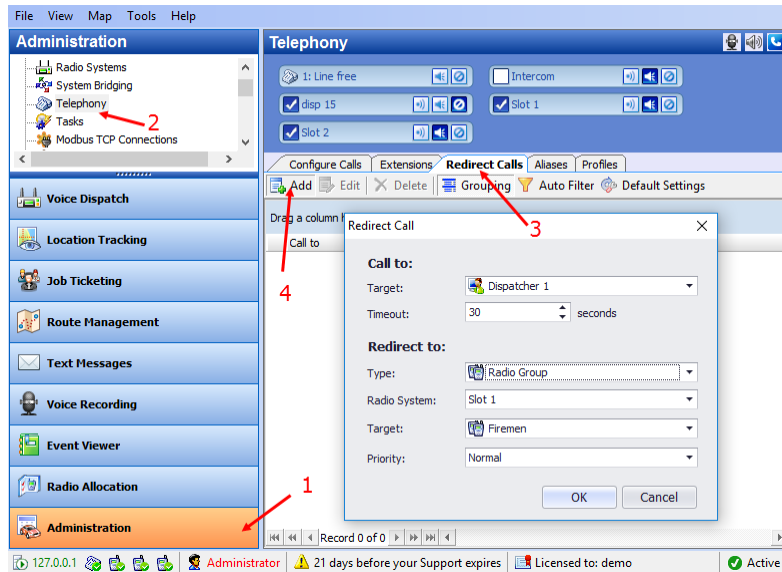 File View Map Tools Help
Administration
Radio Systems
System Bridging
Telephony
Tasks
2
Modbus TCP Connections
Voice Dispatch
Location Tracking
Job Ticketing
Route Management
Text Messages
Voice Recording
Event Viewer
Radio Allocation
1
Administration
Telephony
1: Line free
Intercom
disp 15
Slot 1
Slot 2
Configure Calls Extensions Redirect Calls Aliases Profiles
Add Edit Delete Grouping Auto Filter Default Settings
3
4
Drag a column
Call to
Redirect Call
Call to:
Target: Dispatcher 1
Timeout: 30 seconds
Redirect to:
Type: Radio Group
Radio System: Slot 1
Target: Firemen
Priority: Normal
OK Cancel
Record 0 of 0
127.0.0.1 Administrator 21 days before your Support expires Licensed to: demo Active